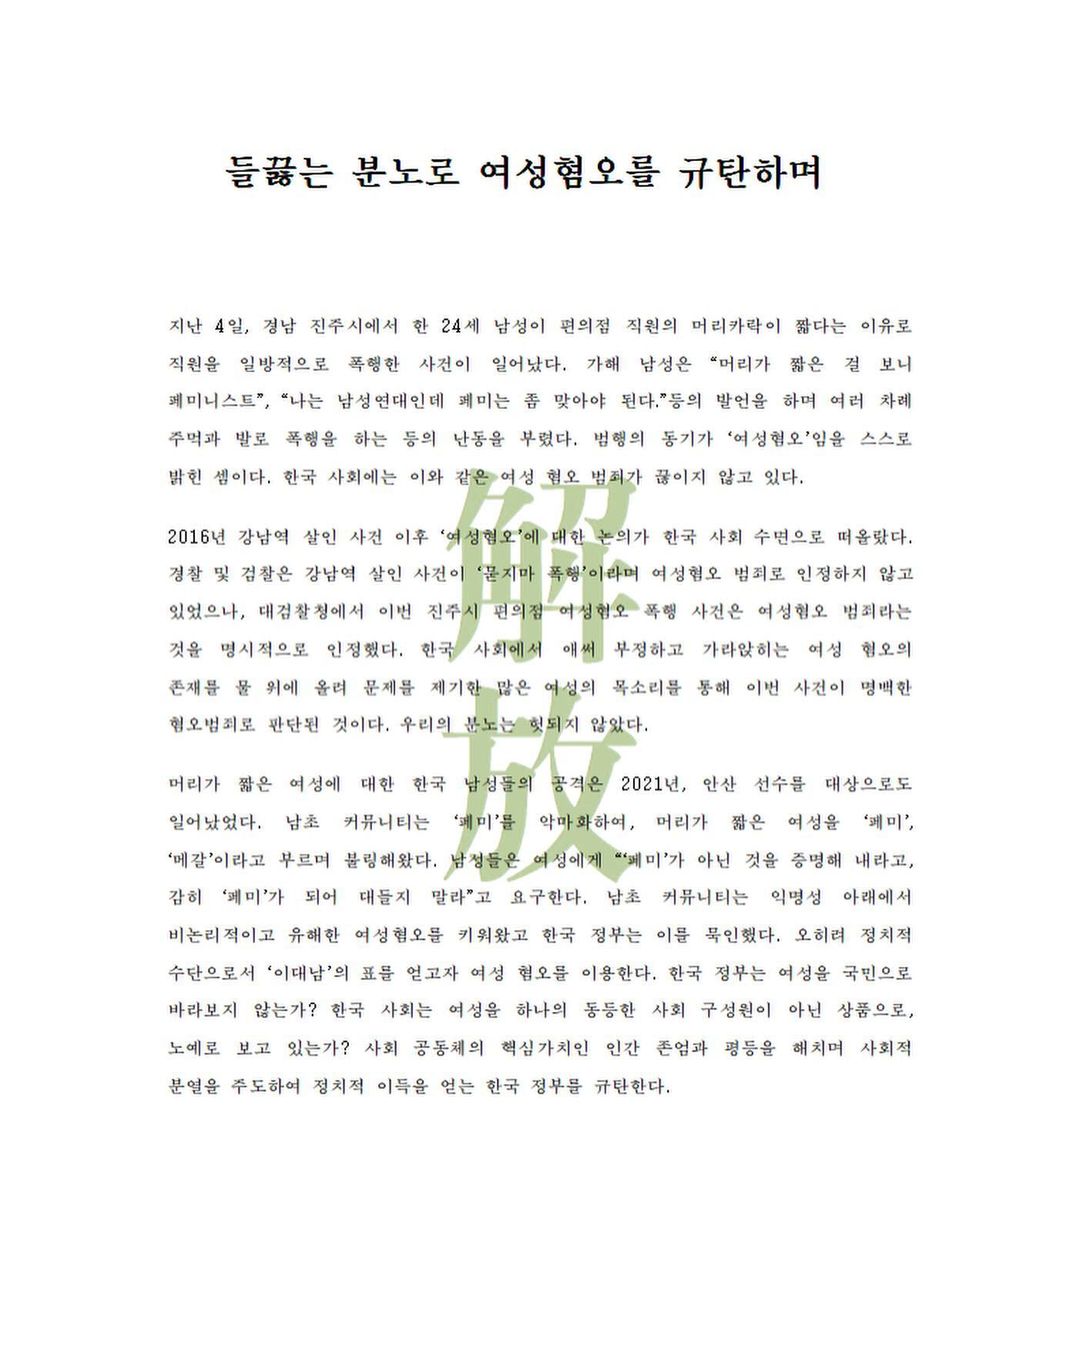 들끓는 분노로 여성혐오를 규탄하며
지난 4일, 경남 진주시에서 한 24세 남성이 편의점 직원의 머리카락이 짧다는 이유로
직원을 일방적으로 폭행한 사건이 일어났다. 가해 남성은 “머리가 짧은 걸 보니
페미니스트”, “나는 남성연대인데 페미는 좀 맞아야 된다.”등의 발언을 하며 여러 차례
주먹과 발로 폭행을 하는 등의 난동을 부렸다. 범행의 동기가 ‘여성혐오’임을 스스로
밝힌 셈이다. 한국 사회에는 이와 같은 여성 혐오 범죄가 끊이지 않고 있다.
2016년 강남역 살인 사건 이후 ‘여성혐오’에 대한 논의가 한국 사회 수면으로 떠올랐다.
경찰 및 검찰은 강남역 살인 사건이 ‘묻지마 폭행’이라며 여성혐오 범죄로 인정하지 않고
있었으나, 대검찰청에서 이번 진주시 편의점 여성혐오 폭행 사건은 여성혐오 범죄라는
것을 명시적으로 인정했다. 한국 사회에서 애써 부정하고 가라앉히는 여성 혐오의
존재를 물 위에 올려 문제를 제기한 많은 여성의 목소리를 통해 이번 사건이 명백한
혐오범죄로 판단된 것이다. 우리의 분노는 헛되지 않았다.
머리가 짧은 여성에 대한 한국 남성들의 공격은 2021년, 안산 선수를 대상으로도
일어났었다. 남초 커뮤니티는 ‘페미’를 악마화하여, 머리가 짧은 여성을 ‘페미’,
‘메갈’이라고 부르며 불링해왔다. 남성들은 여성에게 “‘페미’가 아닌 것을 증명해 내라고,
감히 ‘페미’가 되어 대들지 말라”고 요구한다. 남초 커뮤니티는 익명성 아래에서
비논리적이고 유해한 여성혐오를 키워왔고 한국 정부는 이를 묵인했다. 오히려 정치적
수단으로서 ‘이대남’의 표를 얻고자 여성 혐오를 이용한다. 한국 정부는 여성을 국민으로
바라보지 않는가? 한국 사회는 여성을 하나의 동등한 사회 구성원이 아닌 상품으로,
노예로 보고 있는가? 사회 공동체의 핵심가치인 인간 존엄과 평등을 해치며 사회적
분열을 주도하여 정치적 이득을 얻는 한국 정부를 규탄한다.
解
放